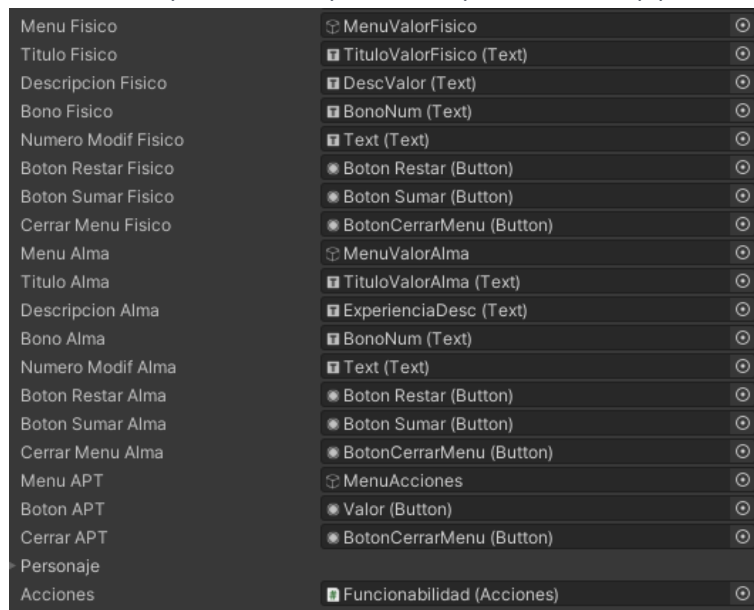 Menu Fisico MenuValorFisico
Titulo Fisico TituloValorFisico (Text)
Descripcion Fisico DescValor (Text)
Bono Fisico BonoNum (Text)
Numero Modif Fisico Text (Text)
Boton Restar Fisico Boton Restar (Button)
Boton Sumar Fisico Boton Sumar (Button)
Cerrar Menu Fisico BotonCerrarMenu (Button)
Menu Alma MenuValorAlma
Titulo Alma TituloValorAlma (Text)
Descripcion Alma ExperienciaDesc (Text)
Bono Alma BonoNum (Text)
Numero Modif Alma Text (Text)
Boton Restar Alma Boton Restar (Button)
Boton Sumar Alma Boton Sumar (Button)
Cerrar Menu Alma BotonCerrarMenu (Button)
Menu APT MenuAcciones
Boton APT Valor (Button)
Cerrar APT BotonCerrarMenu (Button)
Personaje
Acciones Funcionabilidad (Acciones)